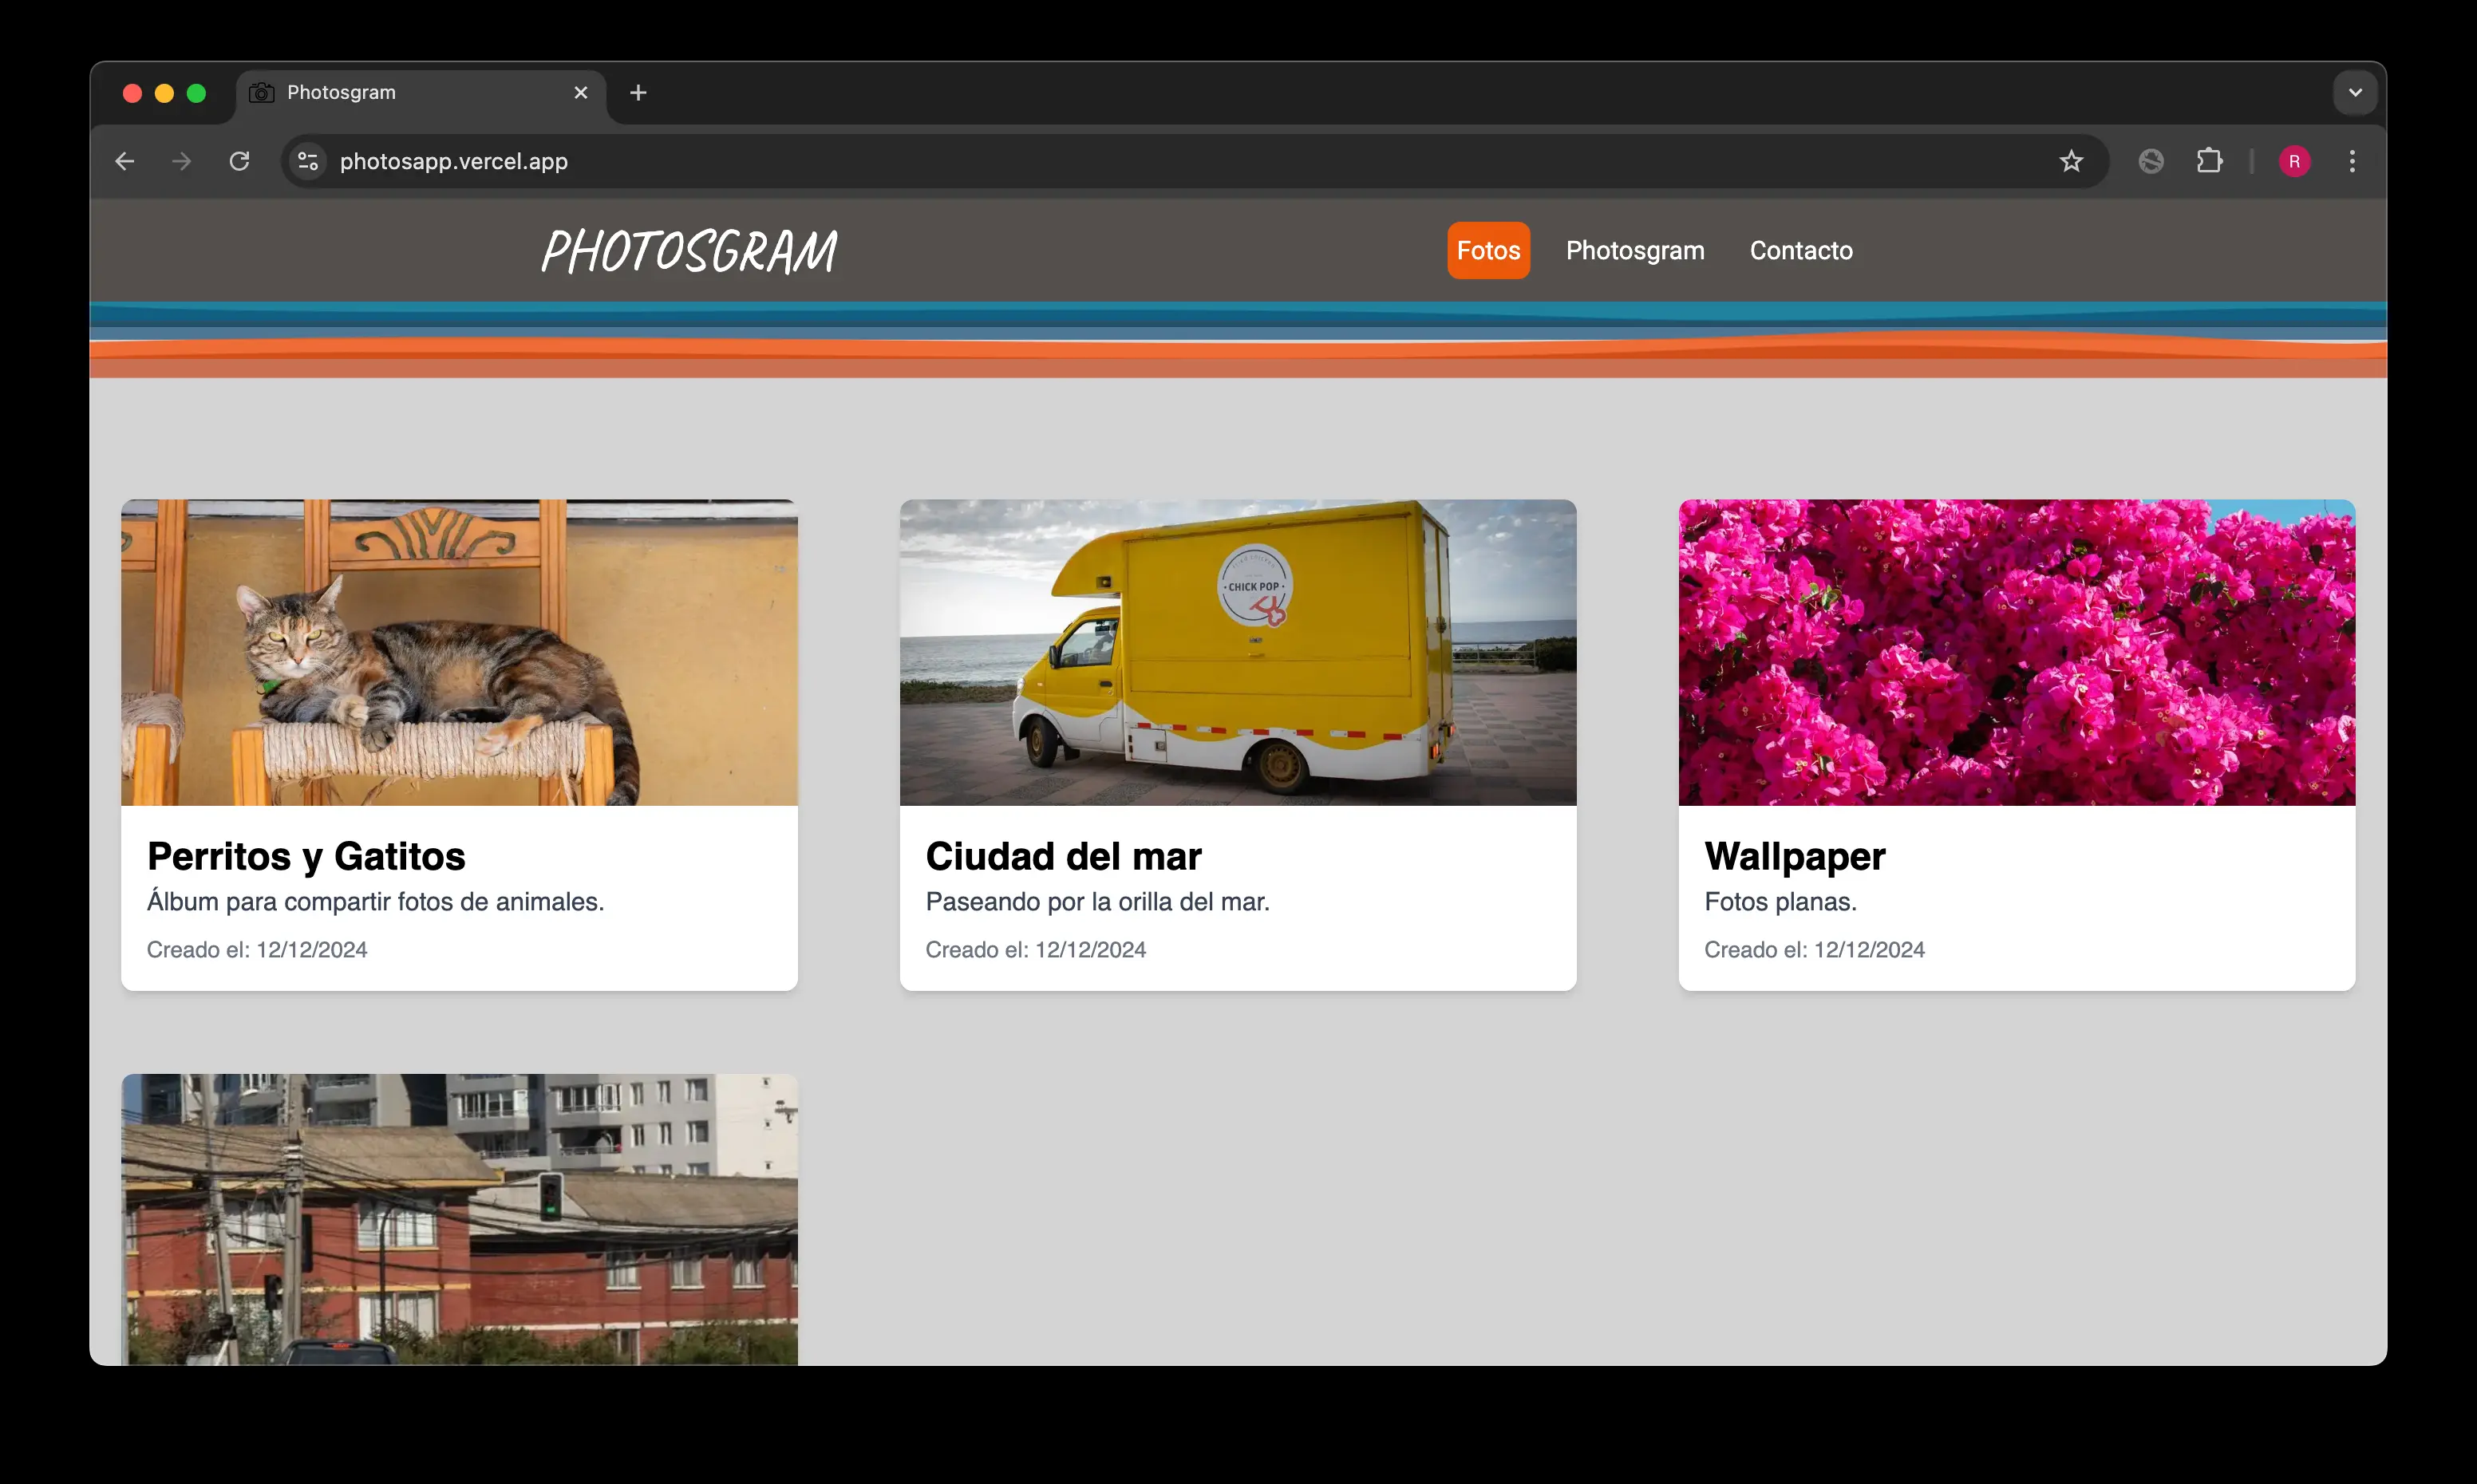 Photosgram
photosapp.vercel.app
R
PHOTOSGRAM
Fotos
Photosgram
Contacto
CHICK POP
Perritos y Gatitos
Álbum para compartir fotos de animales.
Creado el: 12/12/2024
Ciudad del mar
Paseando por la orilla del mar.
Creado el: 12/12/2024
Wallpaper
Fotos planas.
Creado el: 12/12/2024